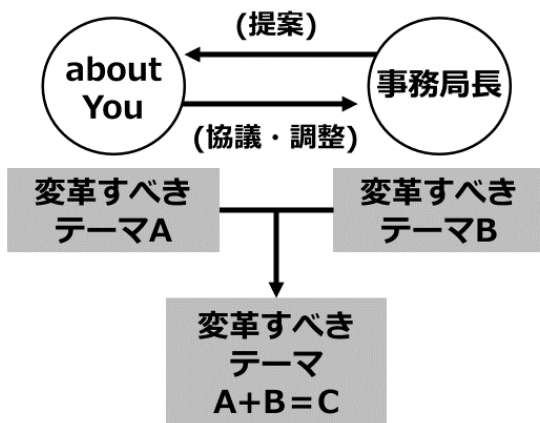 (提案)
about
You
事務局長
(協議・調整)
変革すべき
テーマA
変革すべき
テーマB
変革すべき
テーマ
A+B=C